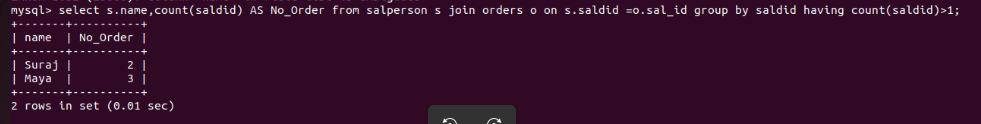 mysql> select s.name,count(saldid) AS No_Order from salperson s join orders o on s.saldid =o.sal_id group by saldid having count(saldid)>1;
+-------+----------+
| name  | No_Order |
+-------+----------+
| Suraj |        2 |
| Maya  |        3 |
+-------+----------+
2 rows in set (0.01 sec)